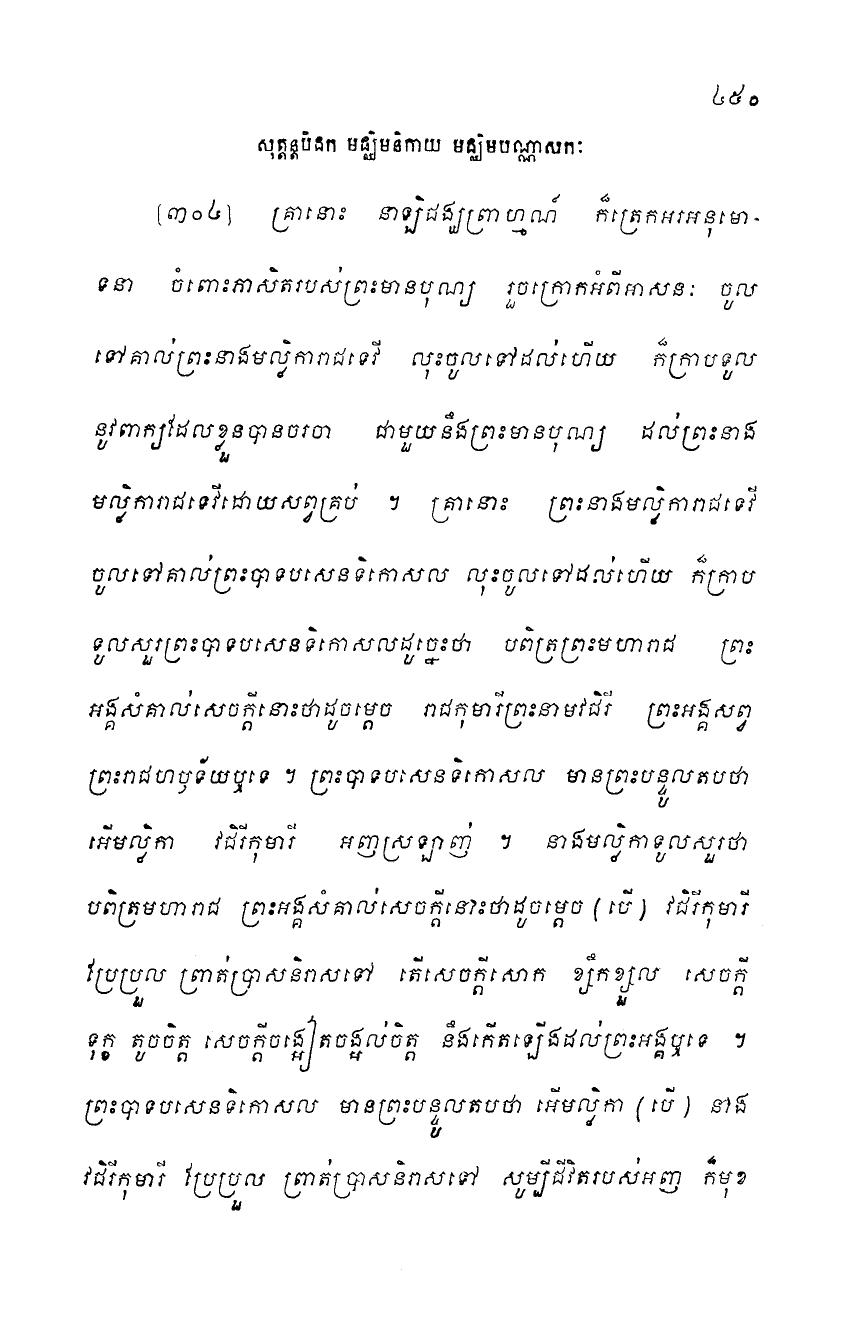 ៤៥០
សុត្តន្តបិដក មជ្ឈិមនិកាយ មជ្ឈិមបណ្ណាសកៈ
(៣០៤) គ្រានោះ នាឡិជង្ឃព្រាហ្មណ៍ ក៏ត្រេកអរអនុមោ-
ទនា ចំពោះភាសិតរបស់ព្រះមានបុណ្យ រួចក្រោកអំពីអាសនៈ ចូល
ទៅគាល់ព្រះនាងមល្លិការាជទេវី លុះចូលទៅដល់ហើយ ក៏ក្រាបទូល
នូវពាក្យដែលខ្លួនបានចរចា ជាមួយនឹងព្រះមានបុណ្យ ដល់ព្រះនាង
មល្លិការាជទេវីដោយសព្វគ្រប់ ។ គ្រានោះ ព្រះនាងមល្លិការាជទេវី
ចូលទៅគាល់ព្រះបាទបសេនទិកោសល លុះចូលទៅដល់ហើយ ក៏ក្រាប
ទូលសួរព្រះបាទបសេនទិកោសលដូច្នេះថា បពិត្រព្រះមហារាជ ព្រះ
អង្គសំគាល់សេចក្តីនោះថាដូចម្តេច រាជកុមារីព្រះនាមវជិរី ព្រះអង្គសព្វ
ព្រះរាជហឫទ័យឬទេ ។ ព្រះបាទបសេនទិកោសល មានព្រះបន្ទូលតបថា
អើមល្លិកា វជិរីកុមារី អញស្រឡាញ់ ។ នាងមល្លិកាទូលសួរថា
បពិត្រមហារាជ ព្រះអង្គសំគាល់សេចក្តីនោះថាដូចម្តេច (បើ) វជិរីកុមារី
ប្រែប្រួល ព្រាត់ប្រាសនិរាសទៅ តើសេចក្តីសោក ខ្សឹកខ្សួល សេចក្តី
ទុក្ខ តូចចិត្ត សេចក្តីចង្អៀតចង្អល់ចិត្ត នឹងកើតឡើងដល់ព្រះអង្គឬទេ ។
ព្រះបាទបសេនទិកោសល មានព្រះបន្ទូលតបថា អើមល្លិកា (បើ) នាង
វជិរីកុមារី ប្រែប្រួល ព្រាត់ប្រាសនិរាសទៅ សូម្បីជីវិតរបស់អញ ក៏មុខ